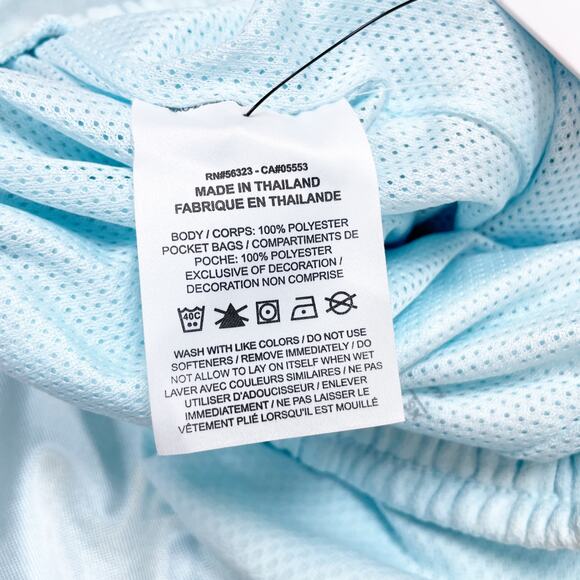 RN#56323 - CA#05553
MADE IN THAILAND
FABRIQUE EN THAILANDE
BODY / CORPS: 100% POLYESTER
POCKET BAGS / COMPARTIMENTS DE
POCHE: 100% POLYESTER
EXCLUSIVE OF DECORATION /
DECORATION NON COMPRISE
40C
WASH WITH LIKE COLORS / DO NOT USE
SOFTENERS / REMOVE IMMEDIATELY / DO
NOT ALLOW TO LAY ON ITSELF WHEN WET
LAVER AVEC COULEURS SIMILAIRES / NE PAS
UTILISER D'ADOUCISSEUR / ENLEVER
IMMEDIATEMENT / NE PAS LAISSER LE
VÊTEMENT PLIÉ LORSQU'IL EST MOUILLÉ